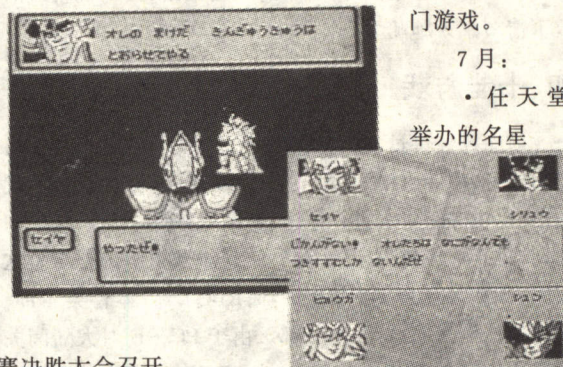 オレの まけだ きんぎゅうきゅうは
とおらせてやる
セイヤ
やったぜ!
门游戏。
7月：
・任天堂
举办的名星
セイヤ
シリュウ
じかんがない! オレたちは なにがなんでも
つきすすむしか ないんだぜ
ヒョウガ
シュン
赛决胜大会召开